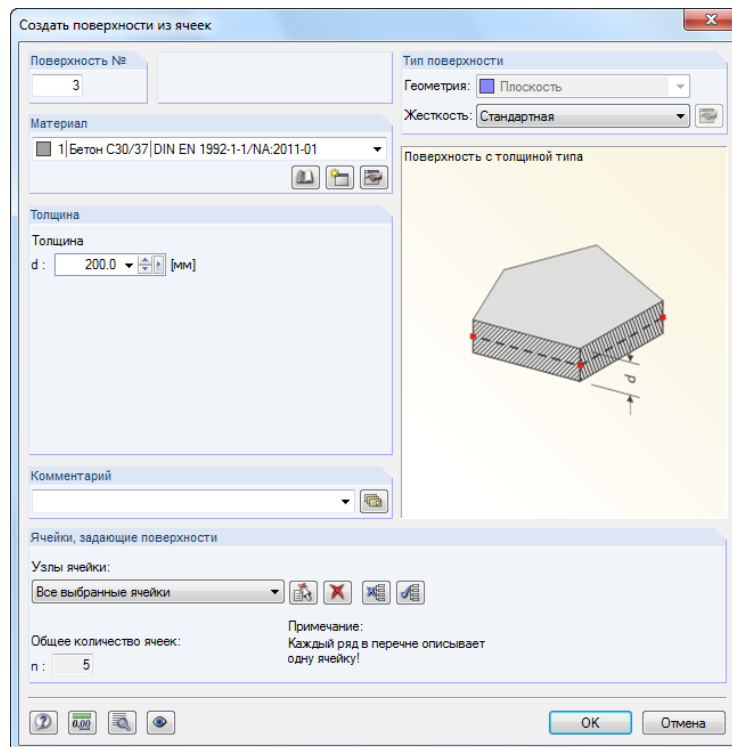 Создать поверхности из ячеек
Поверхность №
3
Материал
1 Бетон C30/37 DIN EN 1992-1-1/NA:2011-01
Толщина
Толщина
d : 200.0 [мм]
Комментарий
Тип поверхности
Геометрия: Плоскость
Жесткость: Стандартная
Поверхность с толщиной типа
d
Ячейки, задающие поверхности
Узлы ячейки:
Все выбранные ячейки
Общее количество ячеек:
n : 5
Примечание:
Каждый ряд в перечне описывает
одну ячейку!
0.00
OK Отмена